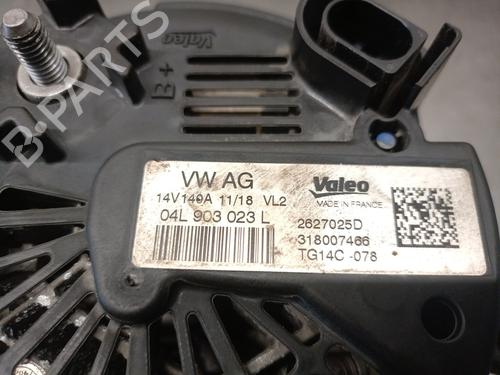 Valeo
B+
B-PARTS
VW AG
14V140A 11/18 VL2
04L 903 023 L
Valeo
MADE IN FRANCE
2627025D
318007466
TG14C -078